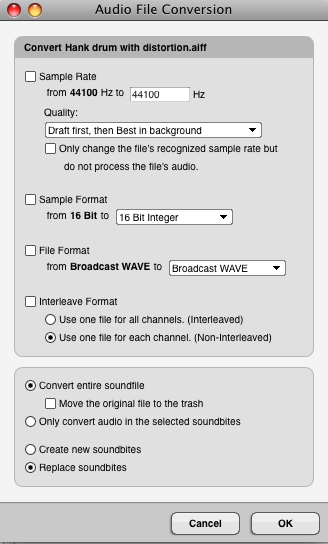 Audio File Conversion
Convert Hank drum with distortion.aiff
Sample Rate
from 44100 Hz to 44100 Hz
Quality:
Draft first, then Best in background
Only change the file's recognized sample rate but
do not process the file's audio.
Sample Format
from 16 Bit to 16 Bit Integer
File Format
from Broadcast WAVE to Broadcast WAVE
Interleave Format
Use one file for all channels. (Interleaved)
Use one file for each channel. (Non-Interleaved)
Convert entire soundfile
Move the original file to the trash
Only convert audio in the selected soundbites
Create new soundbites
Replace soundbites
Cancel OK